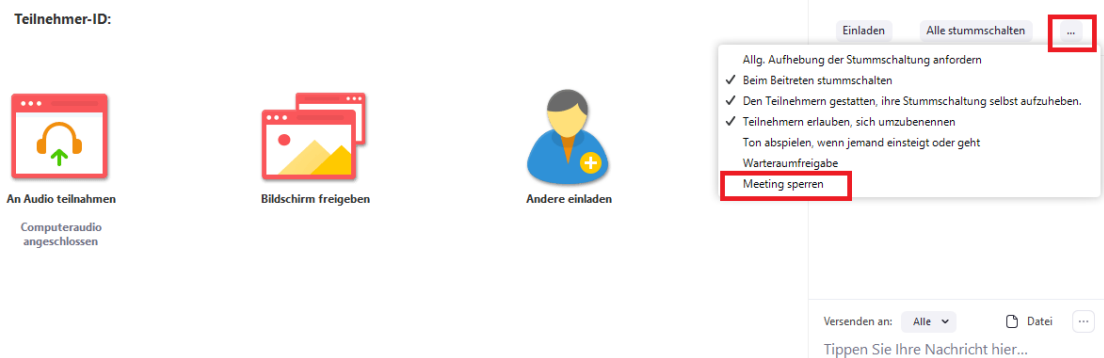 Teilnehmer-ID:
Einladen
Alle stummschalten
...
Allg. Aufhebung der Stummschaltung anfordern
Beim Beitreten stummschalten
Den Teilnehmern gestatten, ihre Stummschaltung selbst aufzuheben.
Teilnehmern erlauben, sich umzubenennen
Ton abspielen, wenn jemand einsteigt oder geht
Warteraumfreigabe
Meeting sperren
An Audio teilnahmen
Computeraudio
angeschlossen
Bildschirm freigeben
Andere einladen
Versenden an:
Alle
Datei
...
Tippen Sie Ihre Nachricht hier...